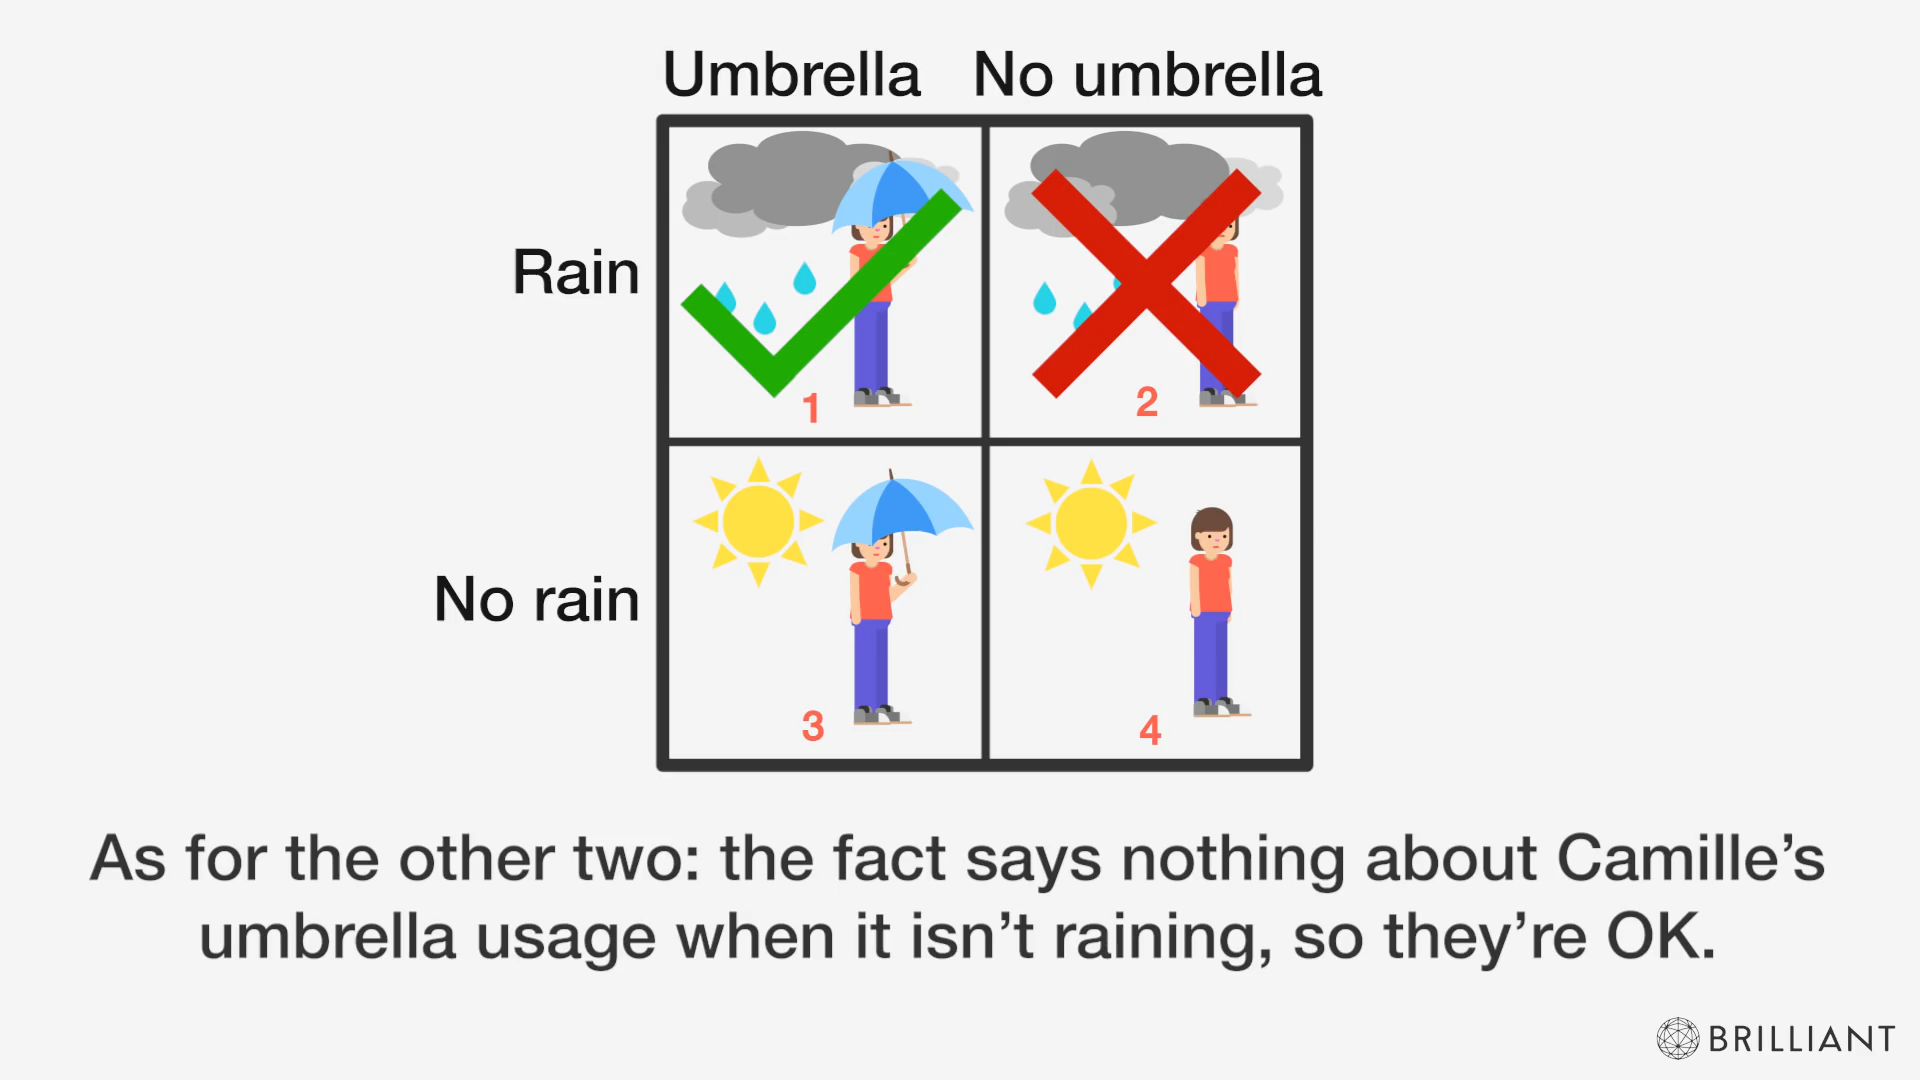 Umbrella No umbrella
Rain
1
2
No rain
3
4
As for the other two: the fact says nothing about Camille’s
umbrella usage when it isn’t raining, so they’re OK.
BRILLIANT